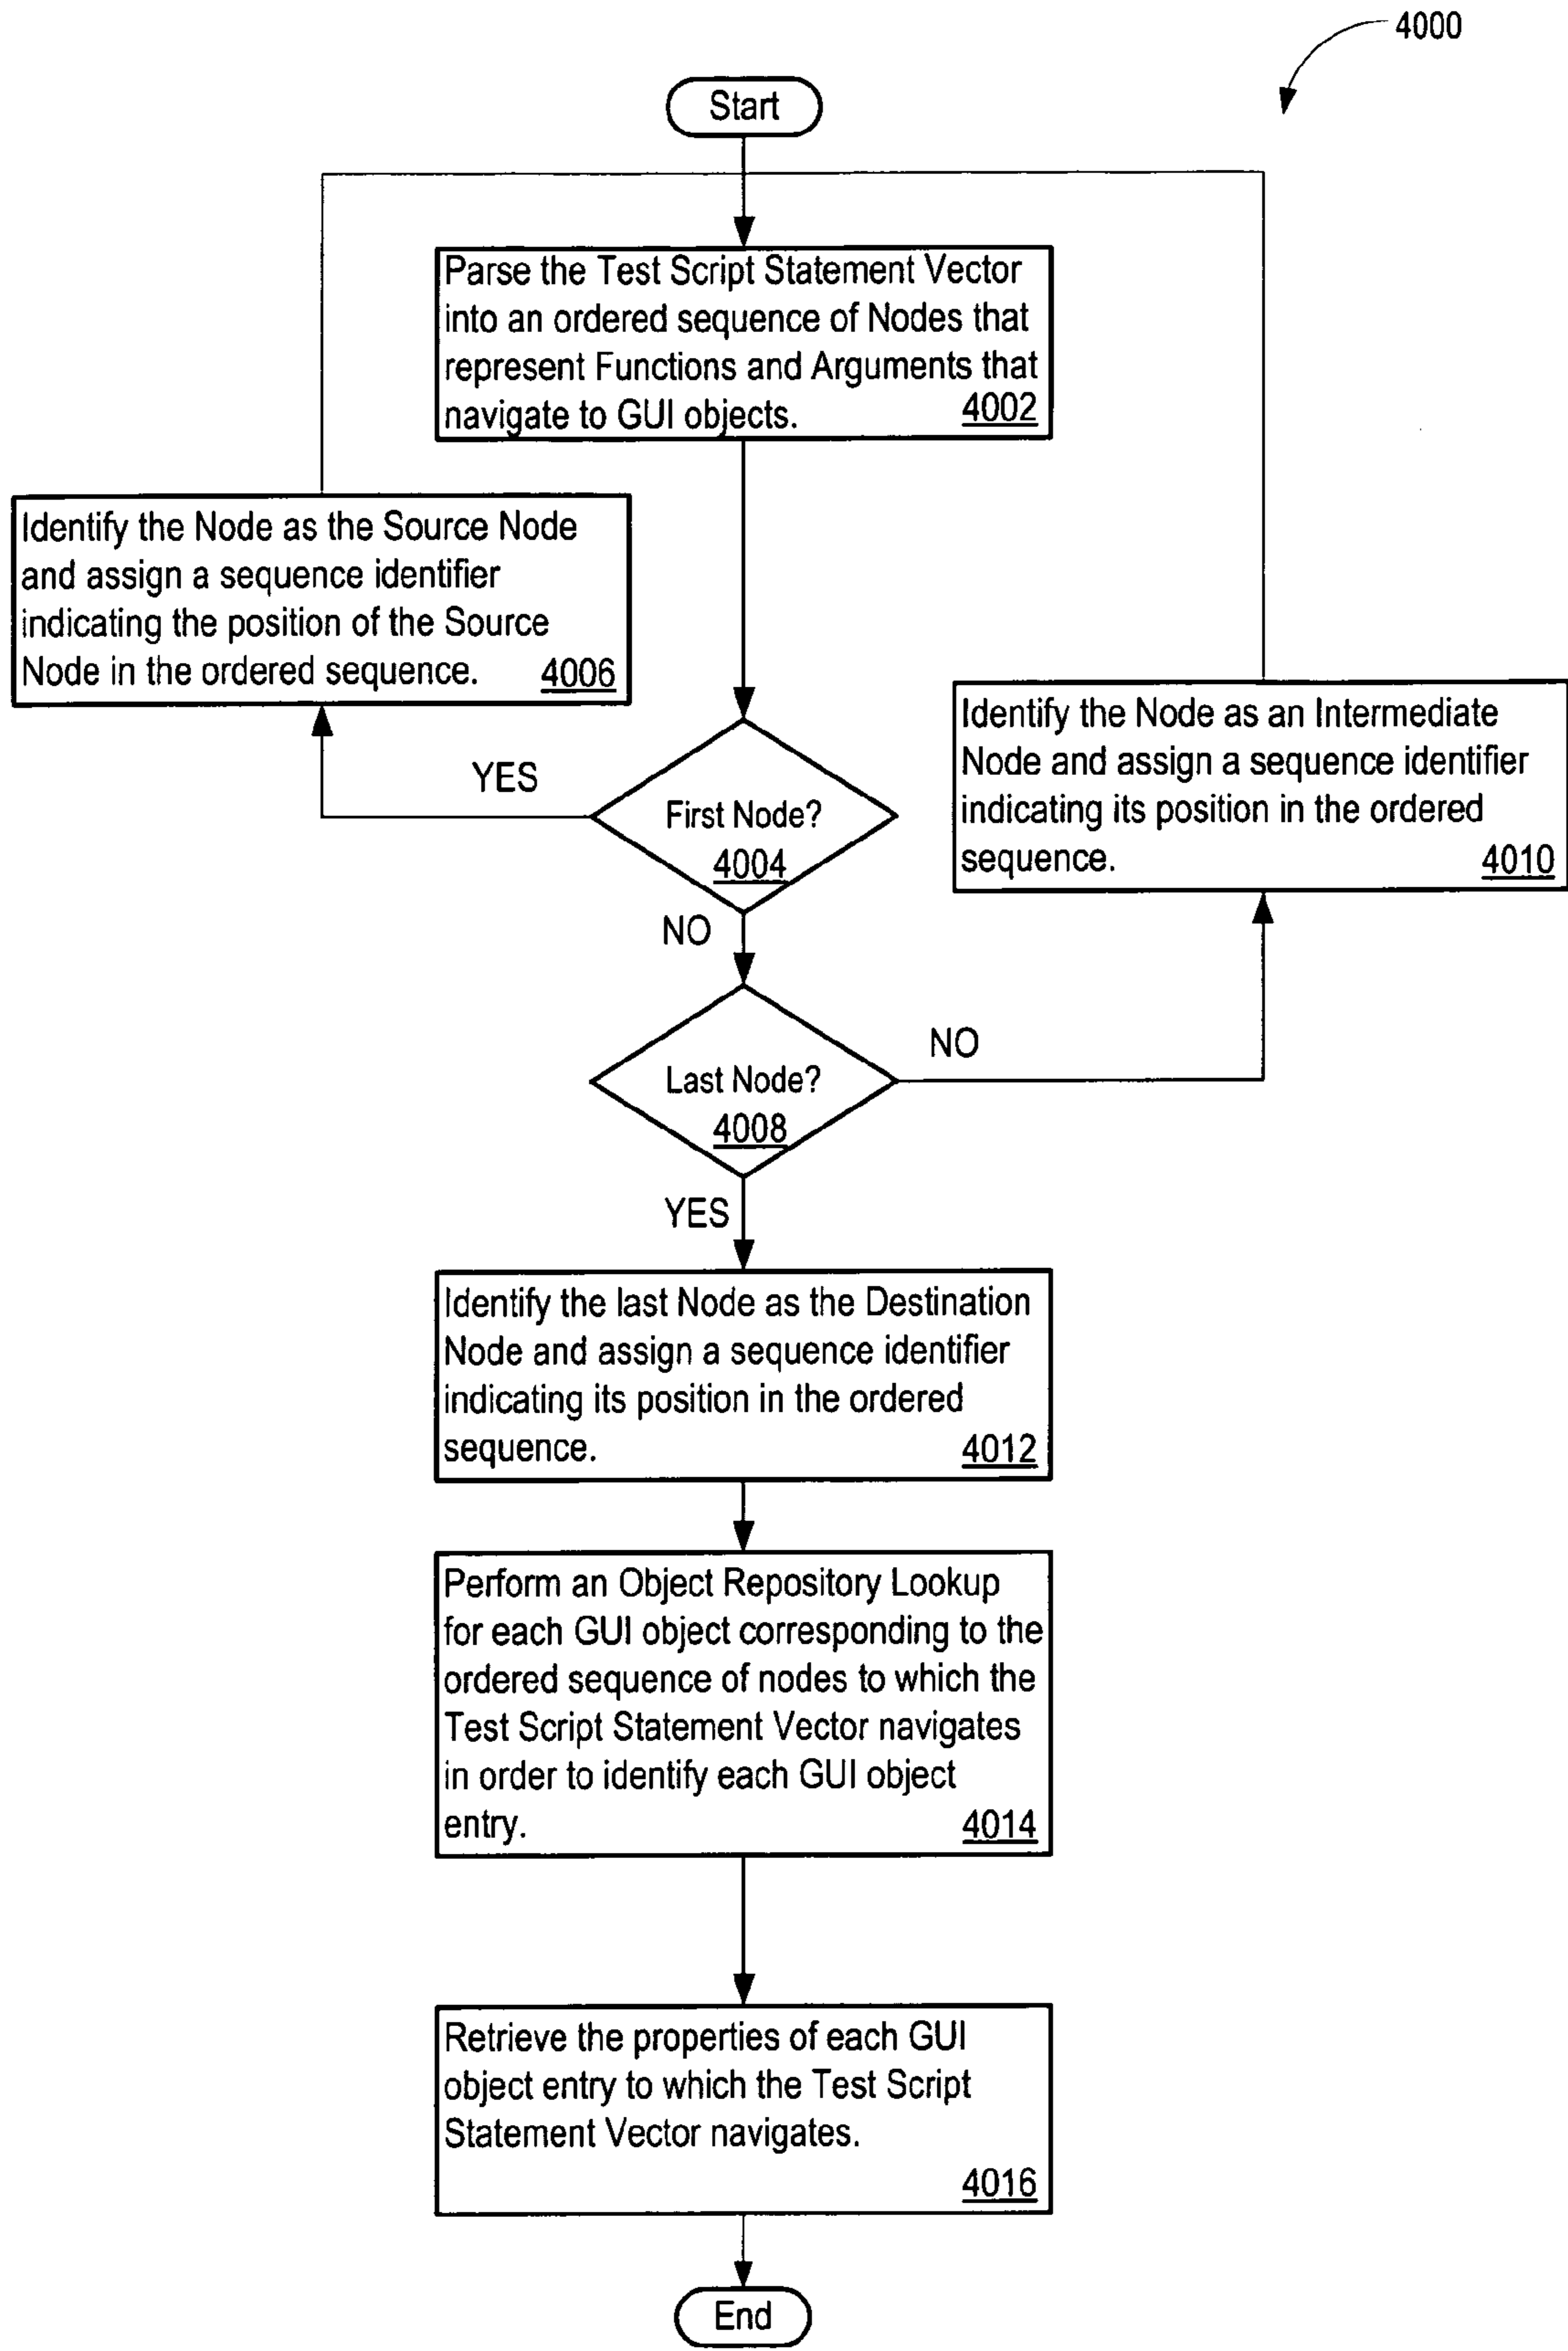 4000
Start
Parse the Test Script Statement Vector
into an ordered sequence of Nodes that
represent Functions and Arguments that
navigate to GUI objects. 4002
Identify the Node as the Source Node
and assign a sequence identifier
indicating the position of the Source
Node in the ordered sequence. 4006
YES
First Node?
4004
NO
Identify the Node as an Intermediate
Node and assign a sequence identifier
indicating its position in the ordered
sequence. 4010
NO
Last Node?
4008
YES
Identify the last Node as the Destination
Node and assign a sequence identifier
indicating its position in the ordered
sequence. 4012
Perform an Object Repository Lookup
for each GUI object corresponding to the
ordered sequence of nodes to which the
Test Script Statement Vector navigates
in order to identify each GUI object
entry. 4014
Retrieve the properties of each GUI
object entry to which the Test Script
Statement Vector navigates.
4016
End